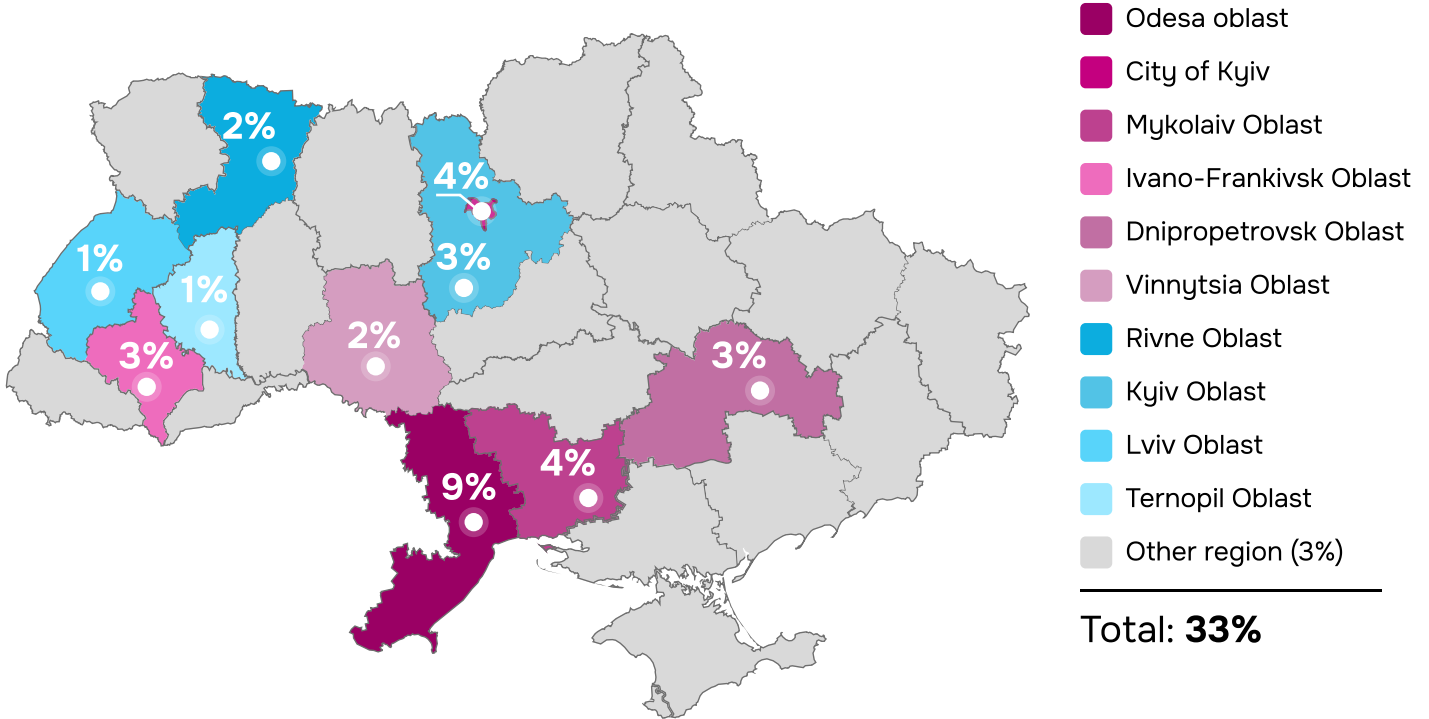 2%
4%
3%
1%
1%
3%
2%
3%
9%
4%
Odesa oblast
City of Kyiv
Mykolaiv Oblast
Ivano-Frankivsk Oblast
Dnipropetrovsk Oblast
Vinnytsia Oblast
Rivne Oblast
Kyiv Oblast
Lviv Oblast
Ternopil Oblast
Other region (3%)
Total: 33%